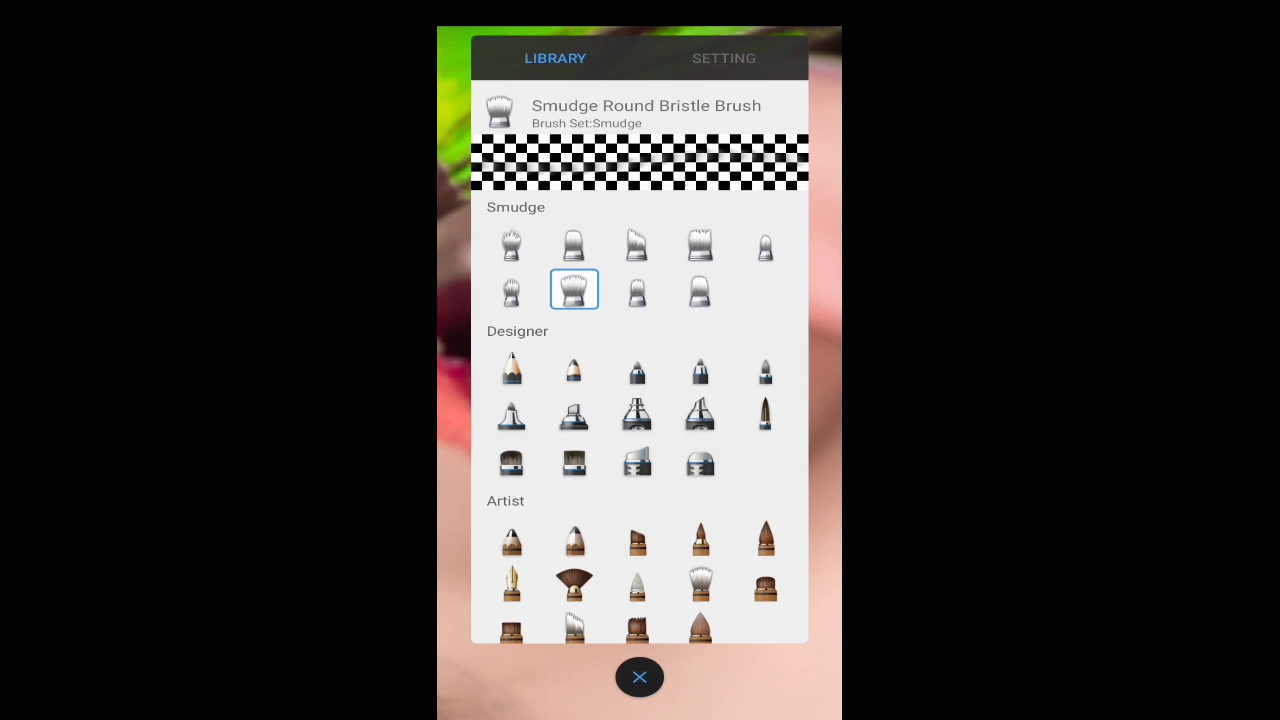 LIBRARY SETTING
Smudge Round Bristle Brush
Brush Set:Smudge
Smudge
Designer
Artist